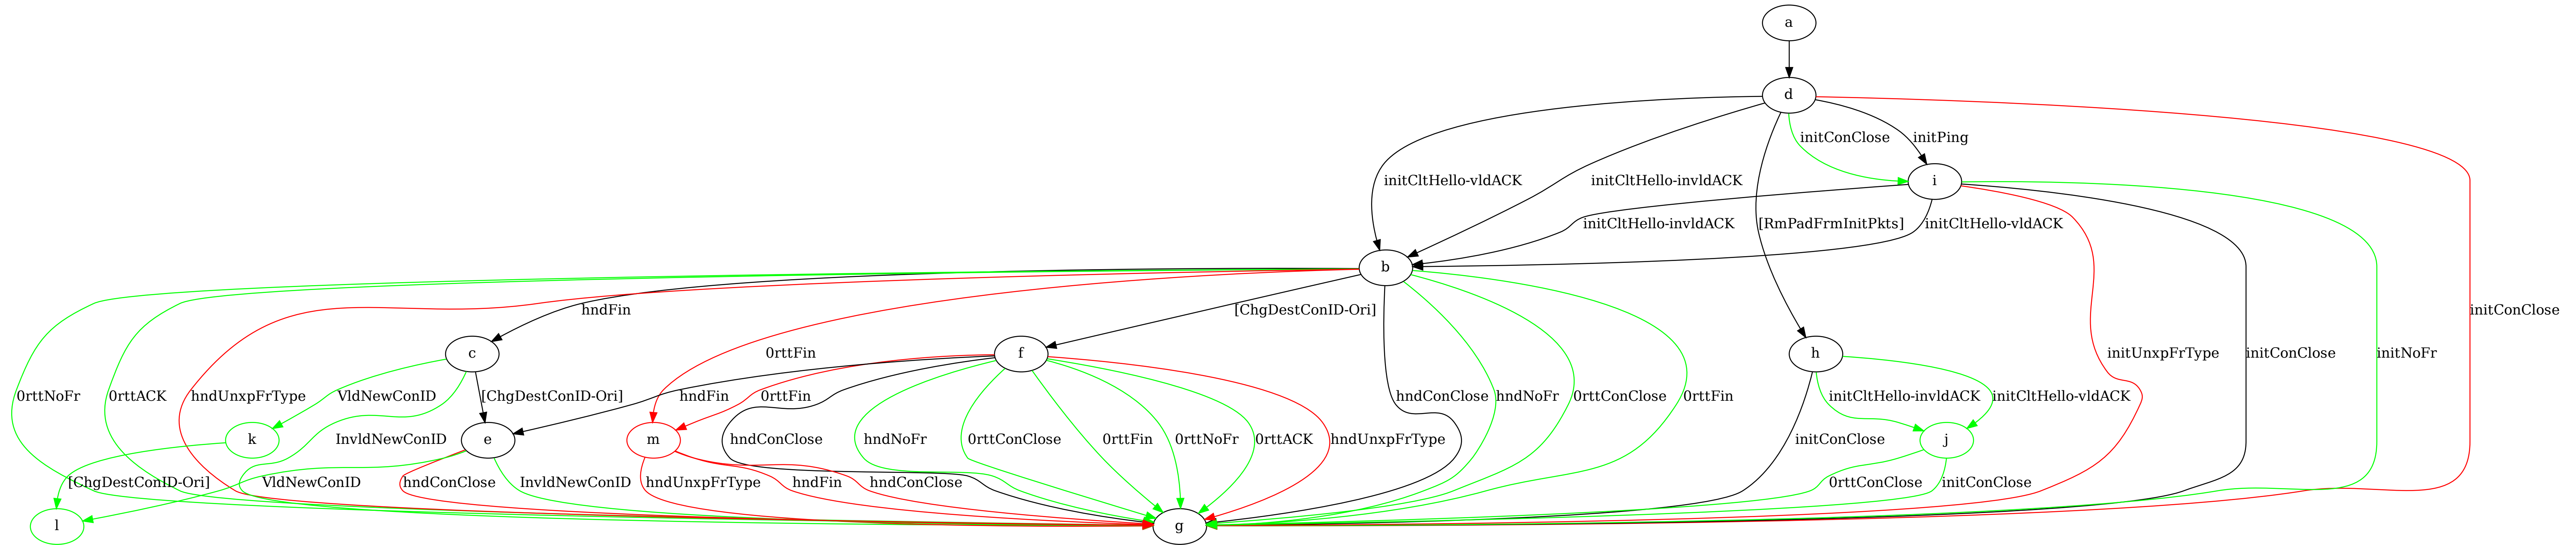 a
d
initConClose
initPing
i
initCltHello-vldACK
initCltHello-invldACK
initCltHello-invldACK
[RmPadFrmInitPkts]
initCltHello-vldACK
b
hndFin
[ChgDestConID-Ori]
initConClose
c
0rttFin
f
h
initUnxpFrType
initConClose
initNoFr
0rttNoFr
0rttACK
hndUnxpFrType
VldNewConID
[ChgDestConID-Ori]
hndFin
0rttFin
hndConClose
hndNoFr
0rttConClose
0rttFin
initCltHello-invldACK
initCltHello-vldACK
k
InvldNewConID
e
m
hndConClose
hndNoFr
0rttConClose
0rttFin
0rttNoFr
0rttACK
hndUnxpFrType
initConClose
j
[ChgDestConID-Ori]
VldNewConID
hndConClose
InvldNewConID
hndUnxpFrType
hndFin
hndConClose
0rttConClose
initConClose
l
g